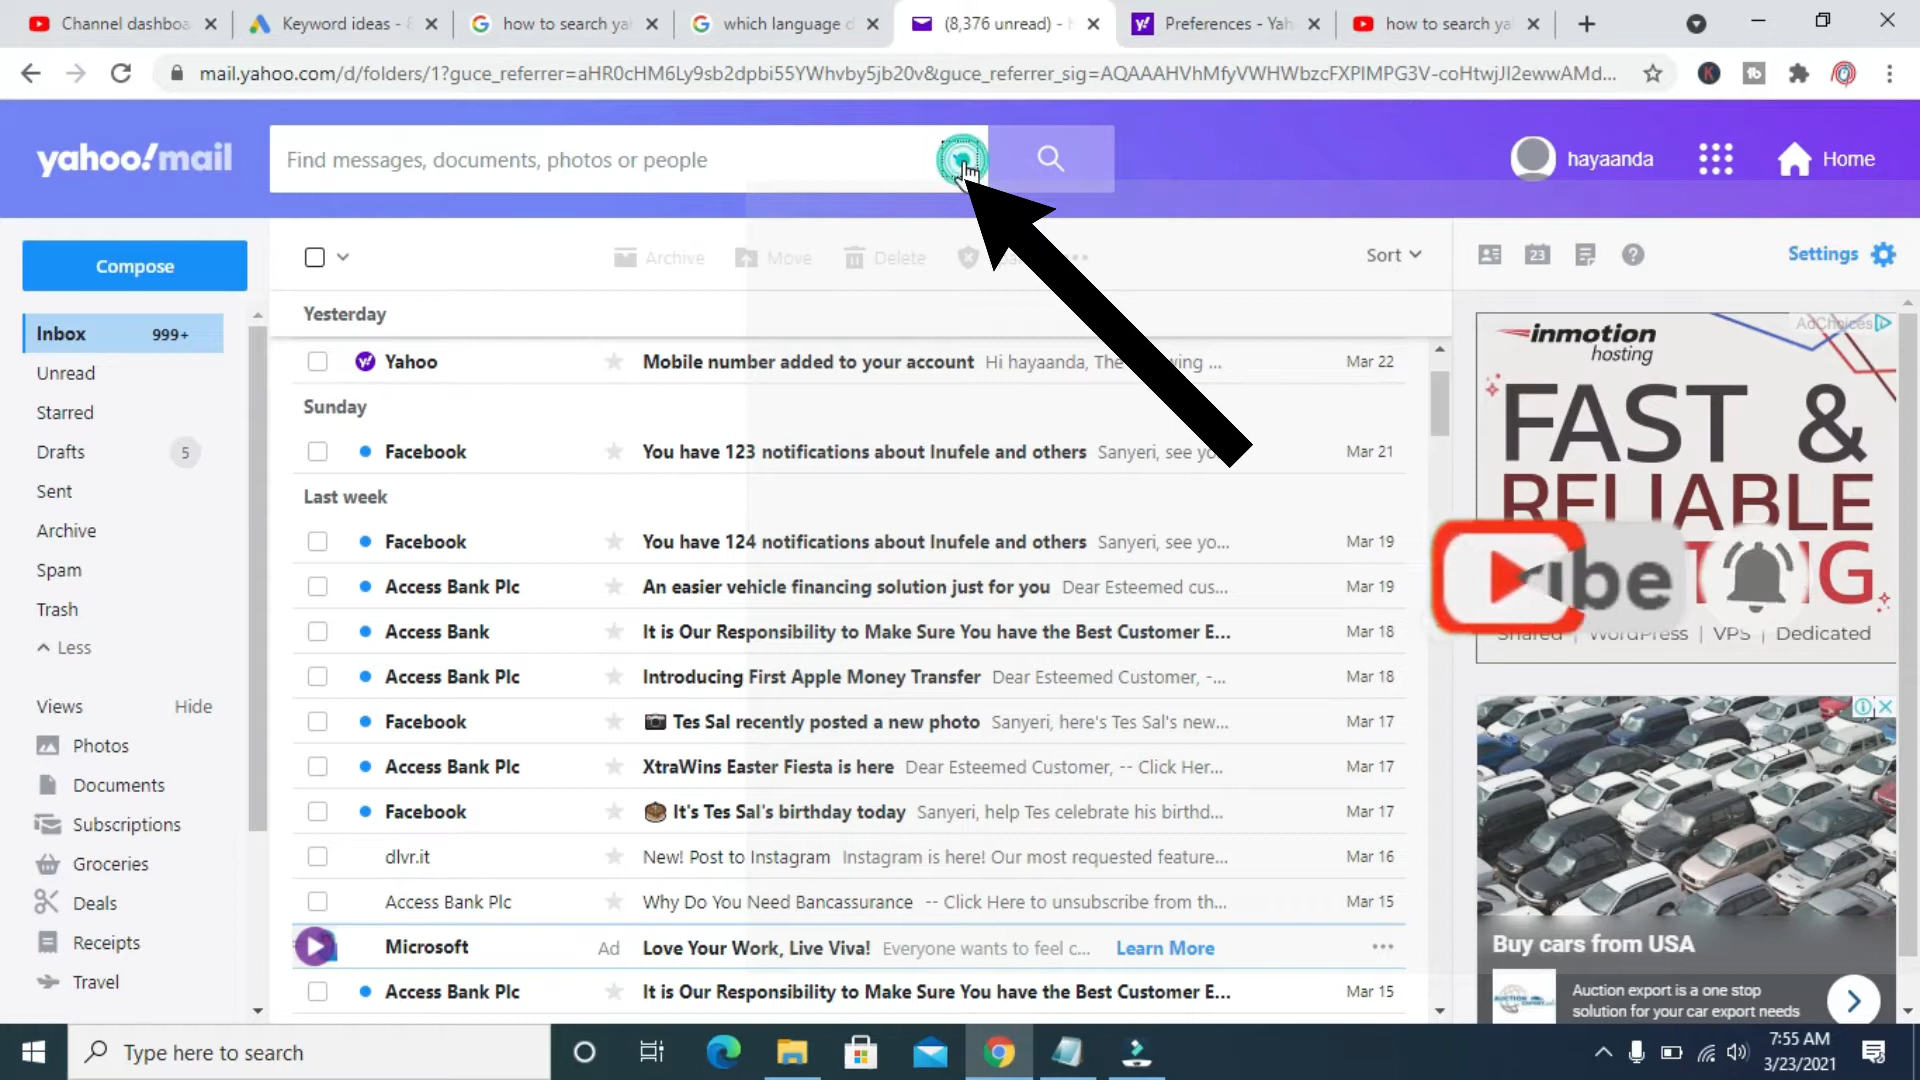 Channel dashboa
Keyword ideas - 8
how to search ya
which language d
(8,376 unread) - h
Preferences - Yah
how to search ya
mail.yahoo.com/d/folders/1?guce_referrer=aHR0cHM6Ly9sb2dpbi55YWhvby5jb20v&guce_referrer_sig=AQAAAHVhMfyVWHWbzcFXPIMPG3V-coHtwjJI2ewwAMd...
yahoo!mail
Find messages, documents, photos or people
hayaanda
Home
Compose
Archive
Move
Delete
Sort
23
Settings
Inbox 999+
Unread
Starred
Drafts 5
Sent
Archive
Spam
Trash
Less
Views Hide
Photos
Documents
Subscriptions
Groceries
Deals
Receipts
Travel
Yesterday
Yahoo Mobile number added to your account Hi hayaanda, The ... Mar 22
Sunday
Facebook You have 123 notifications about Inufele and others Sanyeri, see yo Mar 21
Last week
Facebook You have 124 notifications about Inufele and others Sanyeri, see yo... Mar 19
Access Bank Plc An easier vehicle financing solution just for you Dear Esteemed cus... Mar 19
Access Bank It is Our Responsibility to Make Sure You have the Best Customer E... Mar 18
Access Bank Plc Introducing First Apple Money Transfer Dear Esteemed Customer, -... Mar 18
Facebook Tes Sal recently posted a new photo Sanyeri, here's Tes Sal's new... Mar 17
Access Bank Plc XtraWins Easter Fiesta is here Dear Esteemed Customer, -- Click Her... Mar 17
Facebook It's Tes Sal's birthday today Sanyeri, help Tes celebrate his birthd... Mar 17
dlvr.it New! Post to Instagram Instagram is here! Our most requested feature... Mar 16
Access Bank Plc Why Do You Need Bancassurance -- Click Here to unsubscribe from th... Mar 15
Microsoft Ad Love Your Work, Live Viva! Everyone wants to feel c... Learn More
Access Bank Plc It is Our Responsibility to Make Sure You have the Best Customer E... Mar 15
AdChoices
inmotion
hosting
FAST &
RELIABLE
G
ibe
Shared | WordPress | VPS | Dedicated
Buy cars from USA
Auction export is a one stop
solution for your car export needs
Type here to search
7:55 AM
3/23/2021